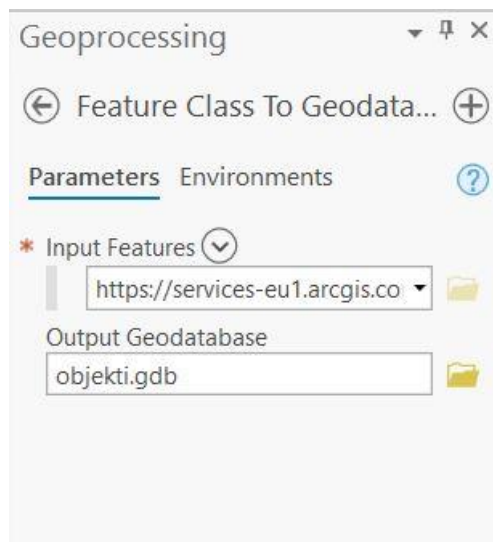 Geoprocessing
Feature Class To Geodata...
Parameters Environments
* Input Features
https://services-eu1.arcgis.co
Output Geodatabase
objekti.gdb